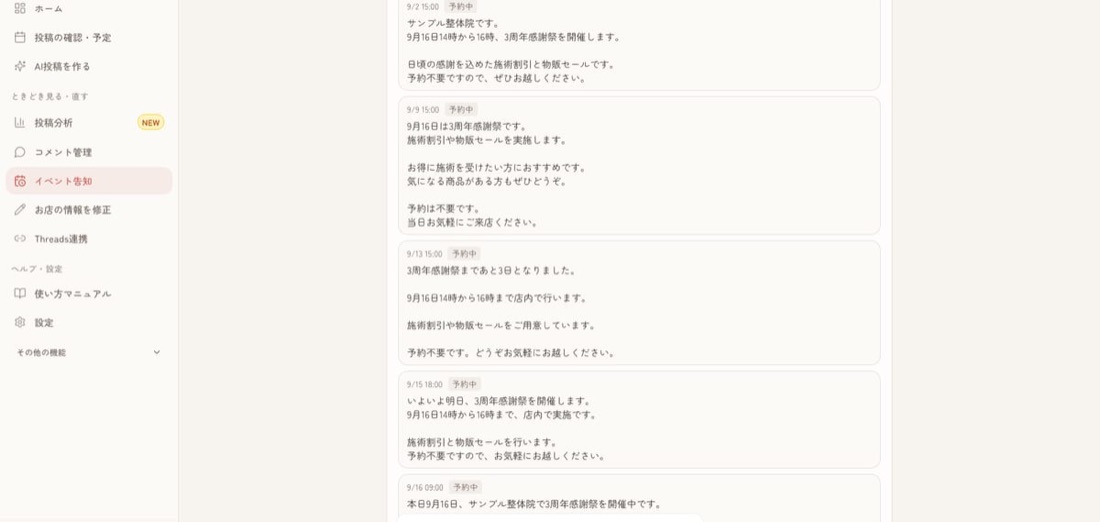 ホーム
投稿の確認・予定
AI投稿を作る
ときどき見る・直す
投稿分析
NEW
コメント管理
イベント告知
お店の情報を修正
Threads連携
ヘルプ・設定
使い方マニュアル
設定
その他の機能
9/2 15:00 予約中
サンプル整体院です。
9月16日14時から16時、3周年感謝祭を開催します。
日頃の感謝を込めた施術割引と物販セールです。
予約不要ですので、ぜひお越しください。
9/9 15:00 予約中
9月16日は3周年感謝祭です。
施術割引や物販セールを実施します。
お得に施術を受けたい方におすすめです。
気になる商品がある方もぜひどうぞ。
予約は不要です。
当日お気軽にご来店ください。
9/13 15:00 予約中
3周年感謝祭まであと3日となりました。
9月16日14時から16時まで店内で行います。
施術割引や物販セールをご用意しています。
予約不要です。どうぞお気軽にお越しください。
9/15 18:00 予約中
いよいよ明日、3周年感謝祭を開催します。
9月16日14時から16時まで、店内で実施です。
施術割引と物販セールを行います。
予約不要ですので、お気軽にお越しください。
9/16 09:00 予約中
本日9月16日、サンプル整体院で3周年感謝祭を開催中です。